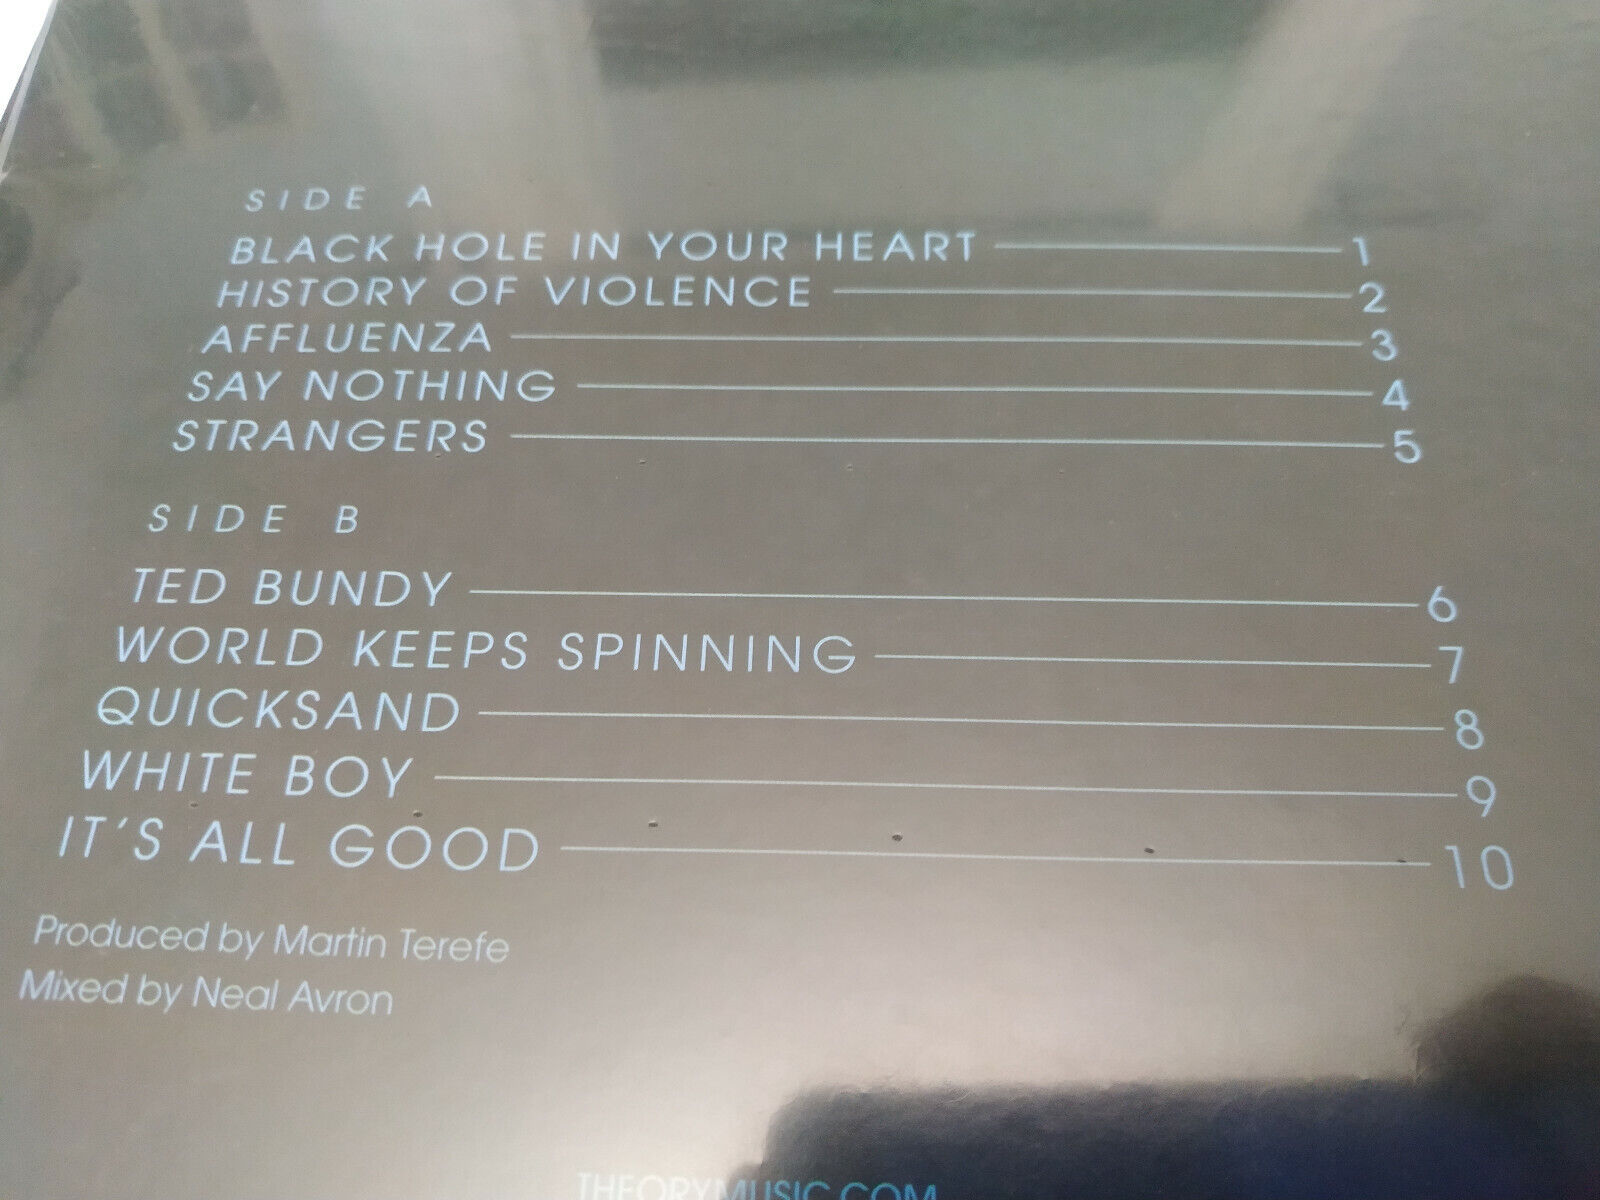 SIDE A
BLACK HOLE IN YOUR HEART 1
HISTORY OF VIOLENCE 2
AFFLUENZA 3
SAY NOTHING 4
STRANGERS 5
SIDE B
TED BUNDY 6
WORLD KEEPS SPINNING 7
QUICKSAND 8
WHITE BOY 9
IT'S ALL GOOD 10
Produced by Martin Terefe
Mixed by Neal Avron
THEORYMUSIC.COM